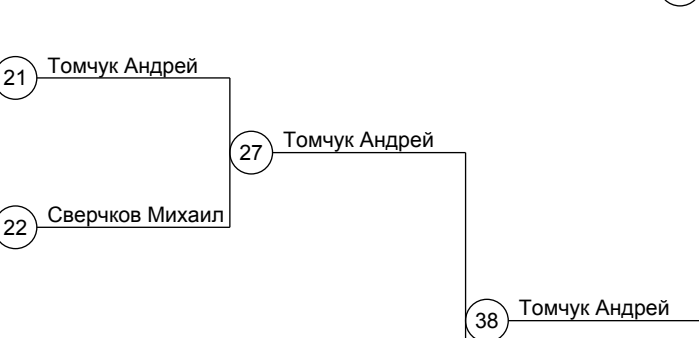 21 Томчук Андрей
27 Томчук Андрей
22 Сверчков Михаил
38 Томчук Андрей